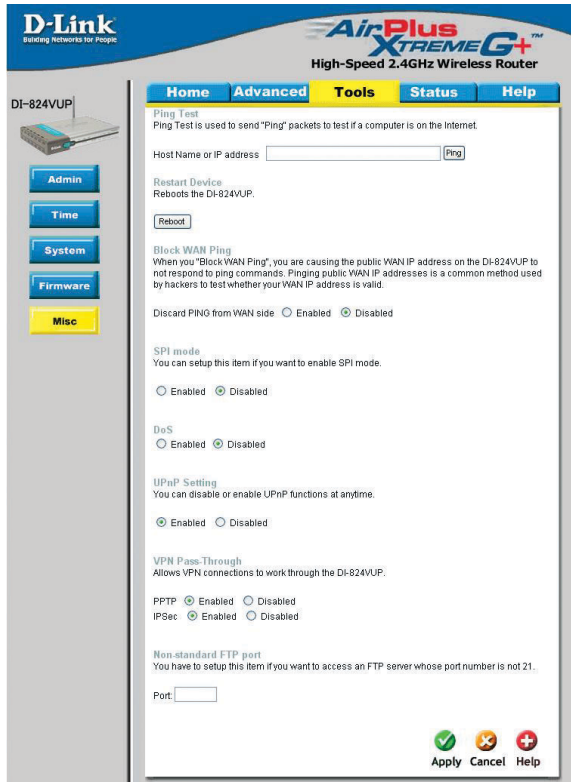 D-Link
Building Networks for People
AirPlus
XTREME G+™
High-Speed 2.4GHz Wireless Router
DI-824VUP
Home Advanced Tools Status Help
Admin
Time
System
Firmware
Misc
Ping Test
Ping Test is used to send "Ping" packets to test if a computer is on the Internet.
Host Name or IP address Ping
Restart Device
Reboots the DI-824VUP.
Reboot
Block WAN Ping
When you "Block WAN Ping", you are causing the public WAN IP address on the DI-824VUP to
not respond to ping commands. Pinging public WAN IP addresses is a common method used
by hackers to test whether your WAN IP address is valid.
Discard PING from WAN side Enabled Disabled
SPI mode
You can setup this item if you want to enable SPI mode.
Enabled Disabled
DoS
Enabled Disabled
UPnP Setting
You can disable or enable UPnP functions at anytime.
Enabled Disabled
VPN Pass-Through
Allows VPN connections to work through the DI-824VUP.
PPTP Enabled Disabled
IPSec Enabled Disabled
Non-standard FTP port
You have to setup this item if you want to access an FTP server whose port number is not 21.
Port:
Apply Cancel Help